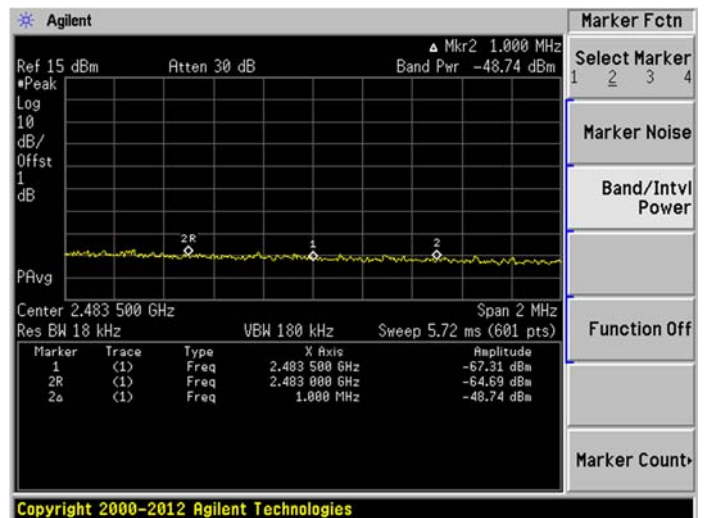 Agilent
Marker Fctn
Δ Mkr2 1.000 MHz
Ref 15 dBm Atten 30 dB Band Pwr -48.74 dBm
#Peak
Log
10
dB/
Offst
1
dB
2R 1 2
PAvg
Center 2.483 500 GHz Span 2 MHz
Res BW 18 kHz VBW 180 kHz Sweep 5.72 ms (601 pts)
Marker Trace Type X Axis Amplitude
1 (1) Freq 2.483 500 GHz -67.31 dBm
2R (1) Freq 2.483 000 GHz -64.69 dBm
2Δ (1) Freq 1.000 MHz -48.74 dBm
Select Marker
1 2 3 4
Marker Noise
Band/Intvl
Power
Function Off
Marker Count
Copyright 2000-2012 Agilent Technologies